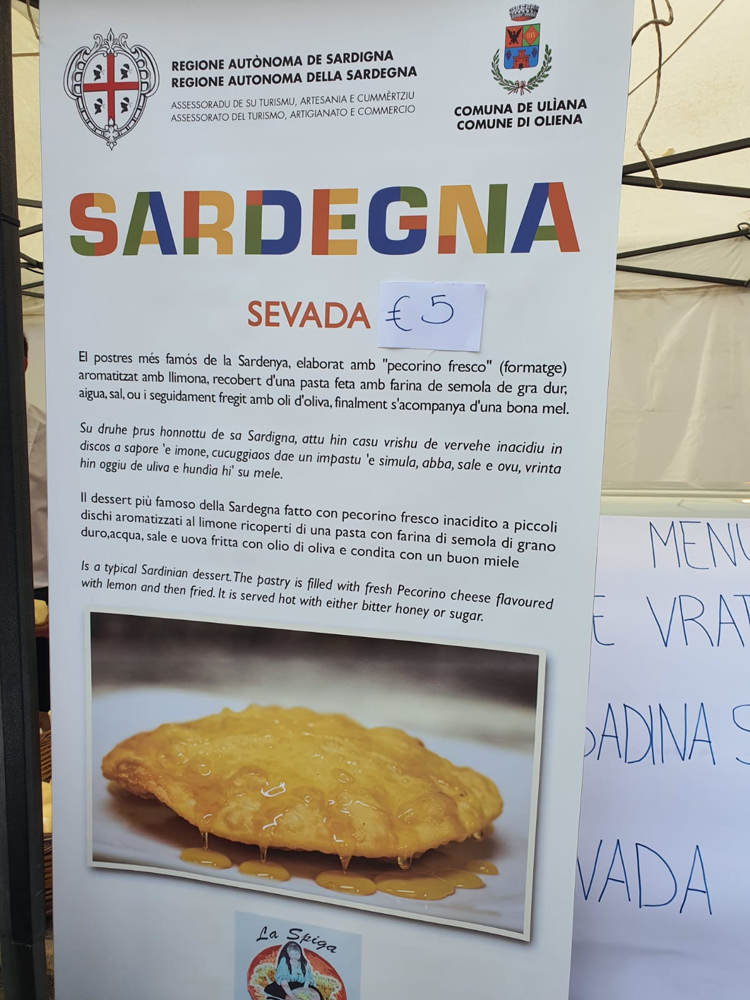 REGIONE AUTÒNOMA DE SARDIGNA
REGIONE AUTONOMA DELLA SARDEGNA
ASSESSORADU DE SU TURISMU, ARTESANIA E CUMMÈRTZIU
ASSESSORATO DEL TURISMO, ARTIGIANATO E COMMERCIO
IHS
COMUNA DE ULÌANA
COMUNE DI OLIENA
SARDEGNA
SEVADA € 5
El postres més famós de la Sardenya, elaborat amb "pecorino fresco" (formatge)
aromatitzat amb llimona, recobert d'una pasta feta amb farina de semola de gra dur,
aigua, sal, ou i seguidament fregit amb oli d'oliva, finalment s'acompanya d'una bona mel.
Su druhe prus honnottu de sa Sardigna, attu hin casu vrishu de vervehe inacidiu in
discos a sapore 'e imone, cucuggiaos dae un impastu 'e simula, abba, sale e ovu, vrinta
hin oggiu de uliva e hundìa hi' su mele.
Il dessert più famoso della Sardegna fatto con pecorino fresco inacidito a piccoli
dischi aromatizzati al limone ricoperti di una pasta con farina di semola di grano
duro,acqua, sale e uova fritta con olio di oliva e condita con un buon miele
Is a typical Sardinian dessert. The pastry is filled with fresh Pecorino cheese flavoured
with lemon and then fried. It is served hot with either bitter honey or sugar.
La Spiga
MENU
E VRAT
ADINA S
VADA